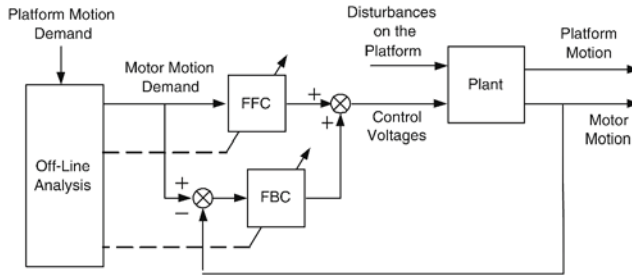 Platform Motion
Demand
Disturbances
on the
Platform
Platform
Motion
Motor Motion
Demand
FFC
+
+
Control
Voltages
Plant
Motor
Motion
Off-Line
Analysis
+
−
FBC